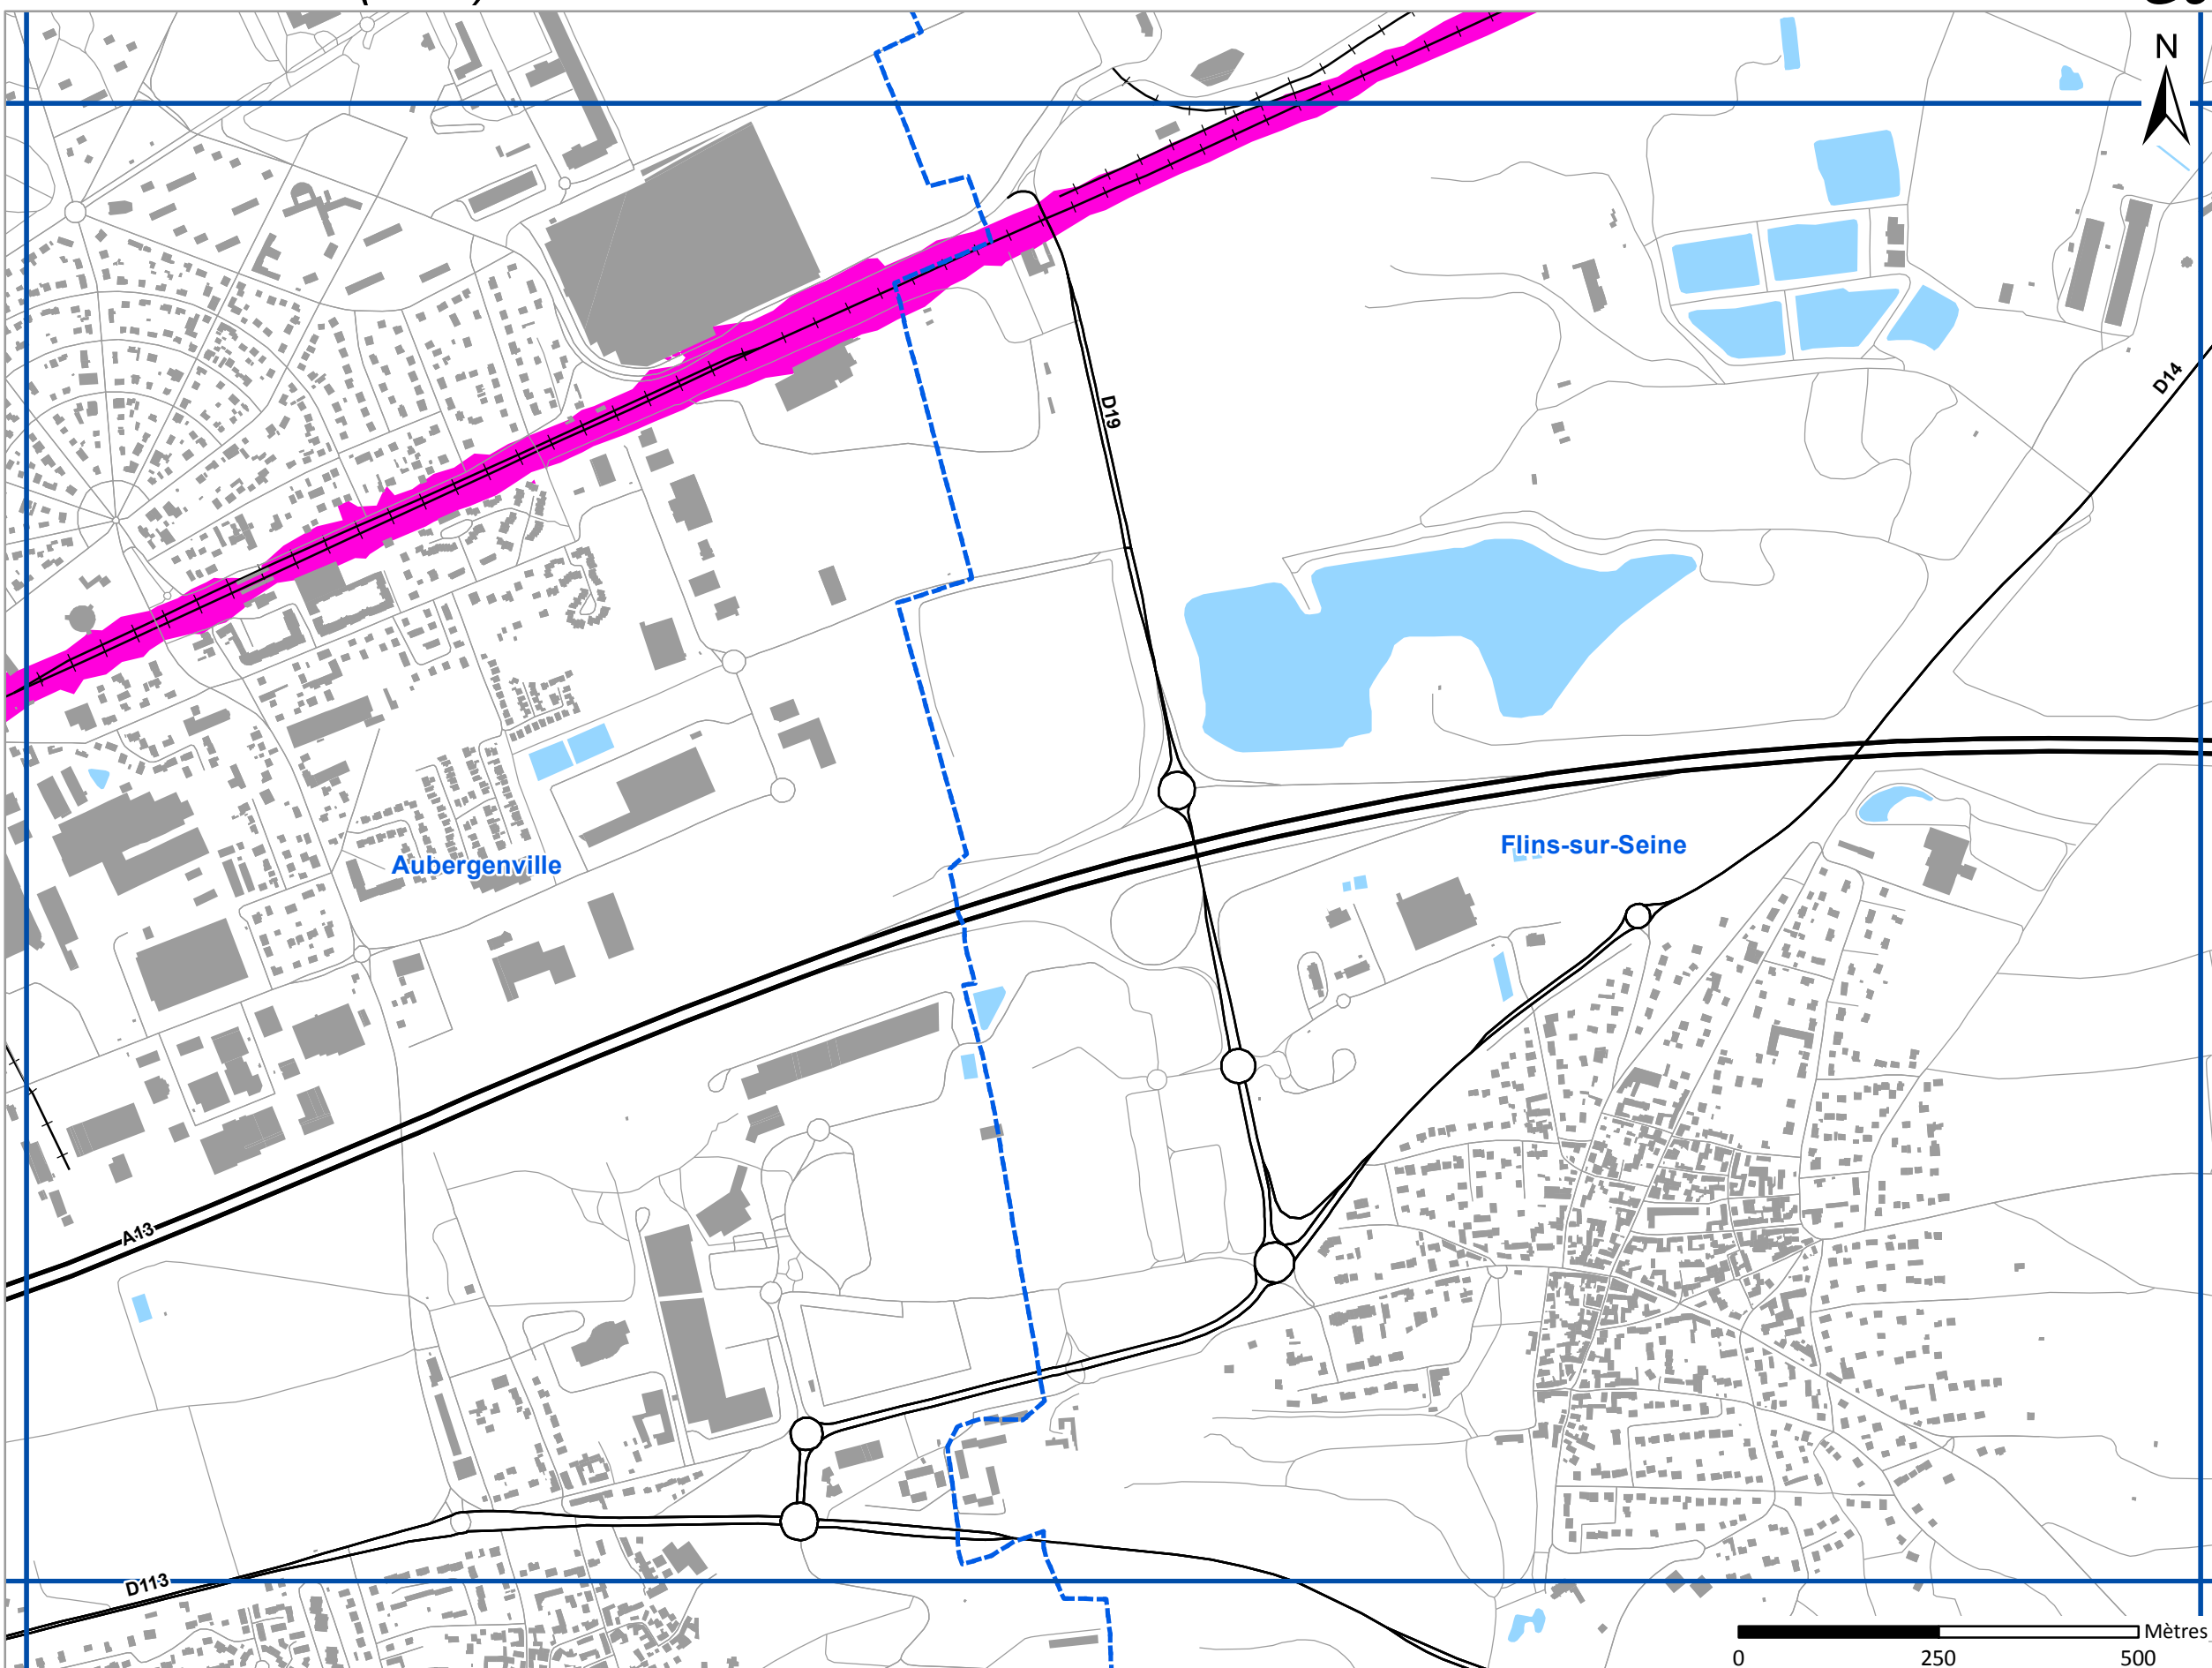 N
D14
D19
Flins-sur-Seine
Aubergenville
A13
D113
Mètres
0 250 500